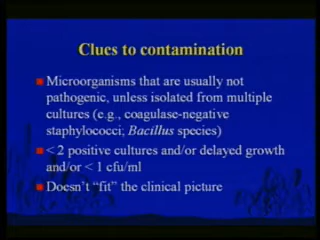 Clues to contamination
Microorganisms that are usually not
pathogenic, unless isolated from multiple
cultures (e.g., coagulase-negative
staphylococci; Bacillus species)
< 2 positive cultures and/or delayed growth
and/or < 1 cfu/ml
Doesn't "fit" the clinical picture